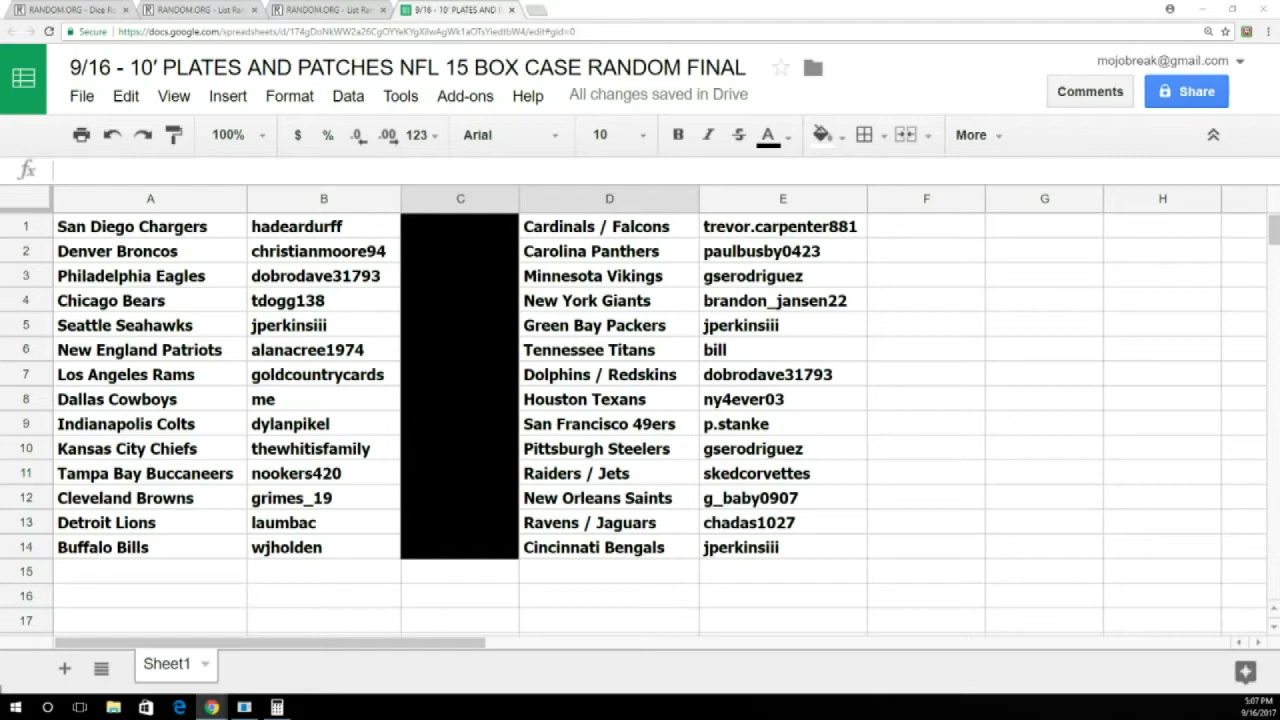 RANDOM.ORG - Dice Ro
RANDOM.ORG - List Ran
RANDOM.ORG - List Ran
9/16 - 10' PLATES AND P
Secure https://docs.google.com/spreadsheets/d/
9/16 - 10′ PLATES AND PATCHES NFL 15 BOX CASE RANDOM FINAL
mojobreak@gmail.com
File Edit View Insert Format Data Tools Add-ons Help All changes saved in Drive
Comments Share
100% $ % .0 .00 123 Arial 10 B I S A More
fx
A B C D E F G H
1 San Diego Chargers hadeardurff Cardinals / Falcons trevor.carpenter881
2 Denver Broncos christianmoore94 Carolina Panthers paulbusby0423
3 Philadelphia Eagles dobrodave31793 Minnesota Vikings gserodriguez
4 Chicago Bears tdogg138 New York Giants brandon_jansen22
5 Seattle Seahawks jperkinsiii Green Bay Packers jperkinsiii
6 New England Patriots alanacree1974 Tennessee Titans bill
7 Los Angeles Rams goldcountrycards Dolphins / Redskins dobrodave31793
8 Dallas Cowboys me Houston Texans ny4ever03
9 Indianapolis Colts dylanpikel San Francisco 49ers p.stanke
10 Kansas City Chiefs thewhitisfamily Pittsburgh Steelers gserodriguez
11 Tampa Bay Buccaneers nookers420 Raiders / Jets skedcorvettes
12 Cleveland Browns grimes_19 New Orleans Saints g_baby0907
13 Detroit Lions laumbac Ravens / Jaguars chadas1027
14 Buffalo Bills wjholden Cincinnati Bengals jperkinsiii
15
16
17
Sheet1
5:07 PM
9/16/2017